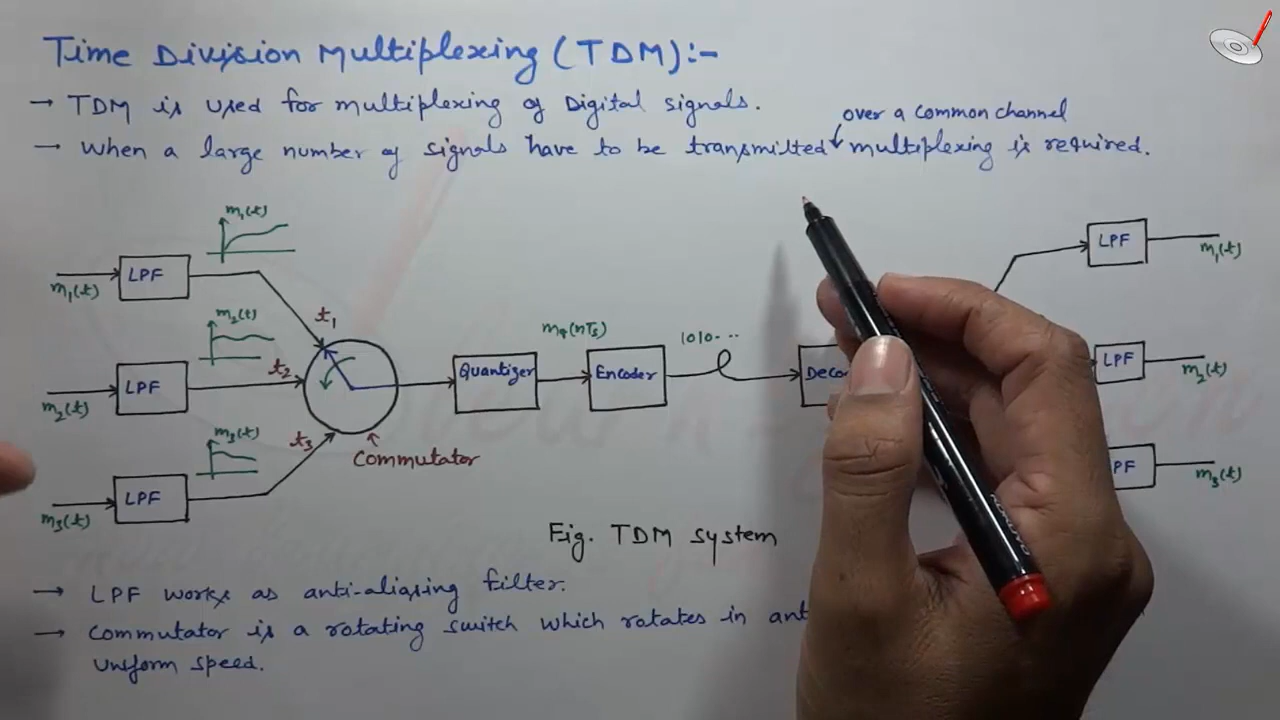 Time Division Multiplexing (TDM):-
→ TDM is used for multiplexing of Digital signals.
over a common channel
→ When a large number of signals have to be transmitted multiplexing is required.
m₁(t)
LPF
m₁(t)
t₁
LPF
m₁(t)
m₂(t)
LPF
m₂(t)
t₂
Quantizer
mq(nTs)
Encoder
1010...
LPF
m₂(t)
m₃(t)
LPF
m₃(t)
t₃
Commutator
PF
m₃(t)
Fig. TDM system
→ LPF works as anti-aliasing filter.
→ Commutator is a rotating switch which rotates in
uniform speed.